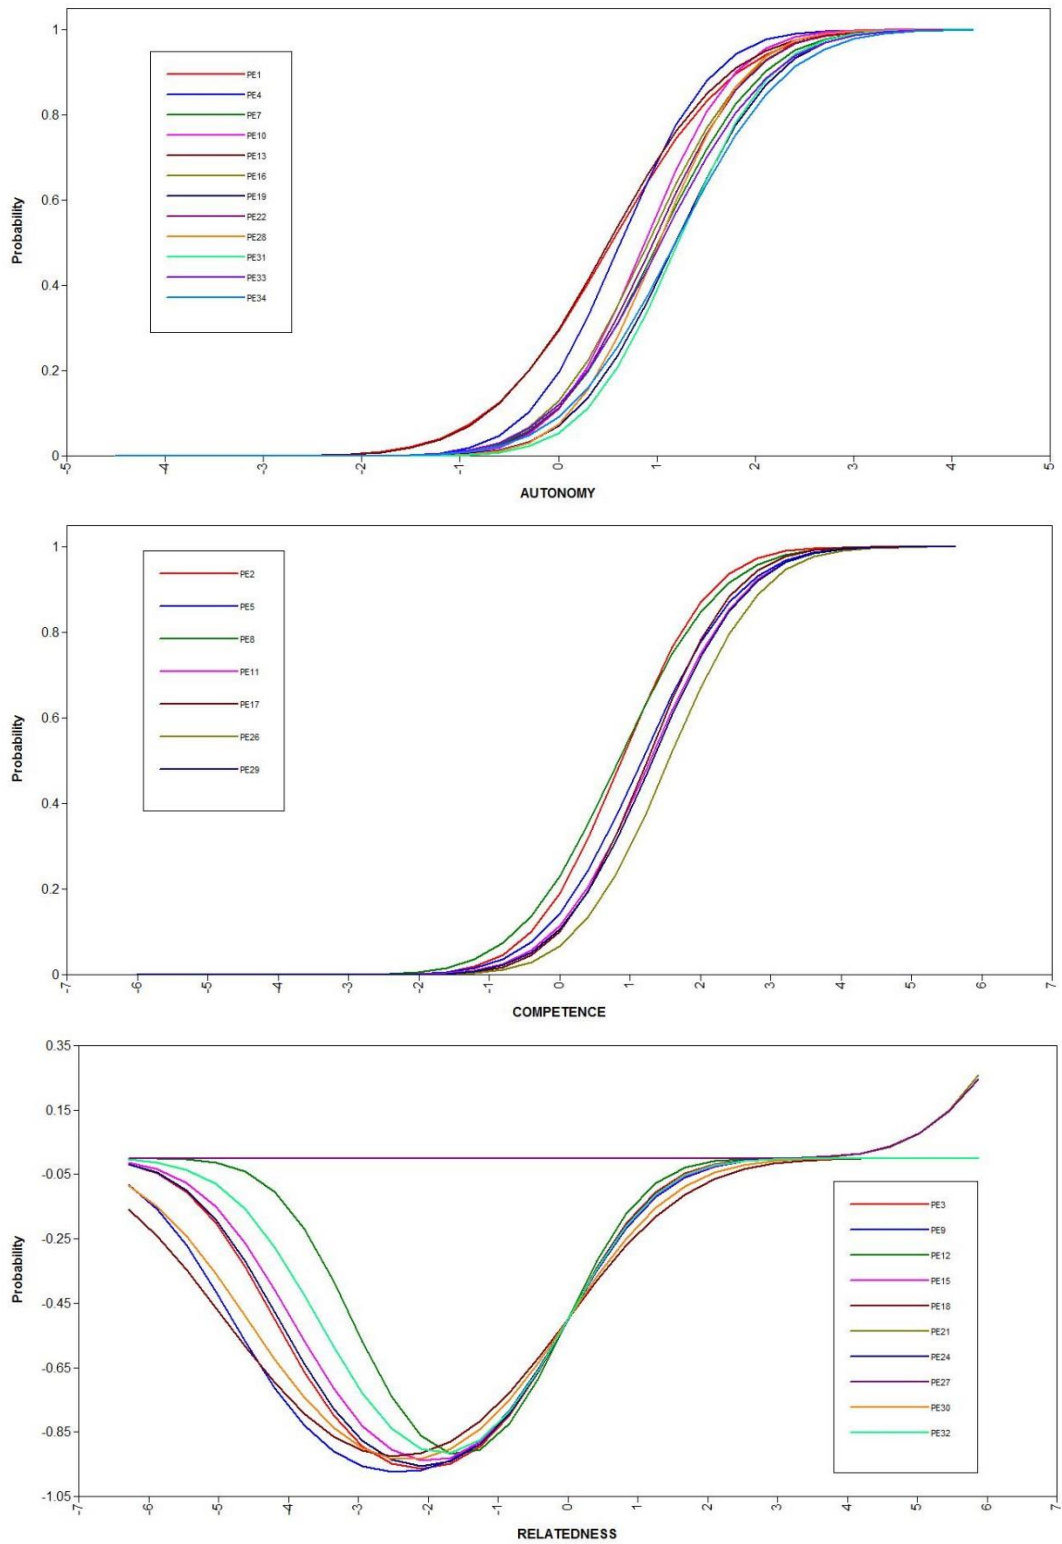 Probability
1
0.8
0.6
0.4
0.2
0
PE1
PE4
PE7
PE10
PE13
PE16
PE19
PE22
PE28
PE31
PE33
PE34
-5 -4 -3 -2 -1 0 1 2 3 4 5
AUTONOMY
Probability
1
0.8
0.6
0.4
0.2
0
PE2
PE5
PE8
PE11
PE17
PE26
PE29
-7 -6 -5 -4 -3 -2 -1 0 1 2 3 4 5 6 7
COMPETENCE
Probability
0.35
0.15
-0.05
-0.25
-0.45
-0.65
-0.85
-1.05
PE3
PE9
PE12
PE15
PE18
PE21
PE24
PE27
PE30
PE32
-7 -6 -5 -4 -3 -2 -1 0 1 2 3 4 5 6 7
RELATEDNESS